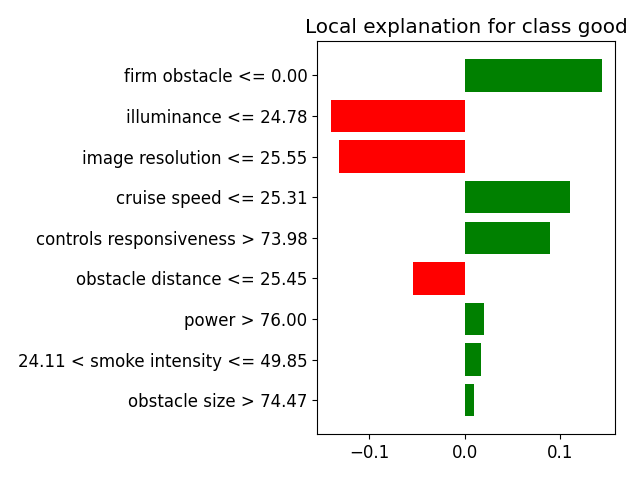 Local explanation for class good
firm obstacle <= 0.00
illuminance <= 24.78
image resolution <= 25.55
cruise speed <= 25.31
controls responsiveness > 73.98
obstacle distance <= 25.45
power > 76.00
24.11 < smoke intensity <= 49.85
obstacle size > 74.47
−0.1 0.0 0.1